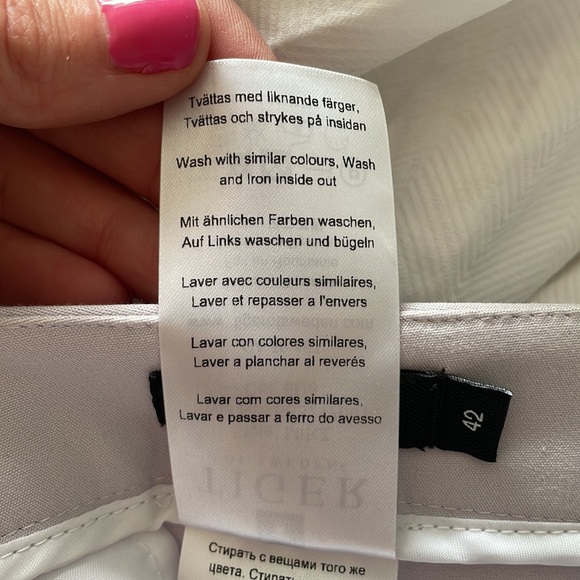 Tvättas med liknande färger,
Tvättas och strykes på insidan
Wash with similar colours, Wash
and Iron inside out
Mit ähnlichen Farben waschen,
Auf Links waschen und bügeln
Laver avec couleurs similaires,
Laver et repasser a l'envers
Lavar con colores similares,
Laver a planchar al reverés
Lavar com cores similares,
Lavar e passar a ferro do avesso
42
TIGER
Стирать с вещами того же
цвета. Стирать